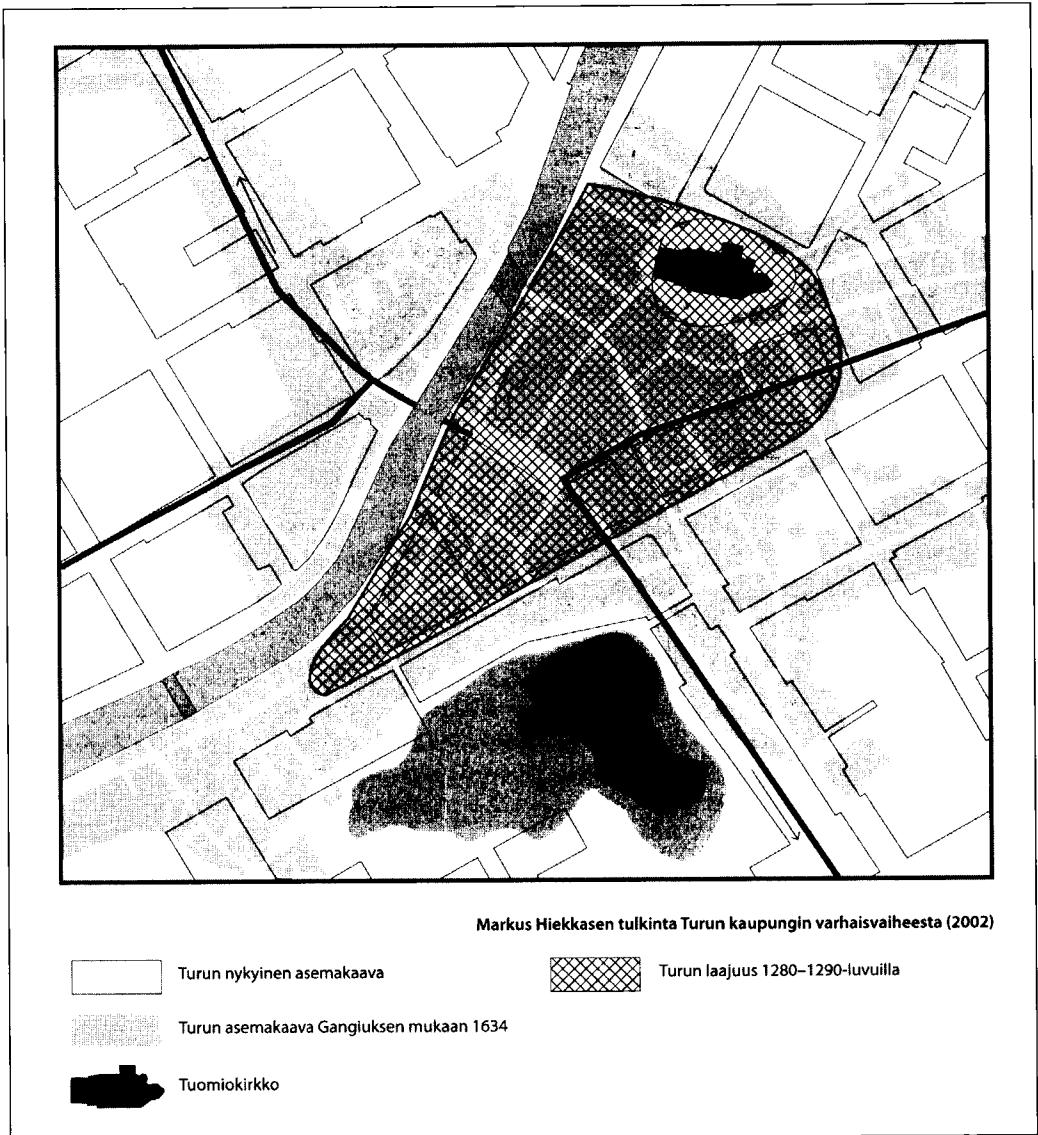 Markus Hiekkasen tulkinta Turun kaupungin varhaisvaiheesta (2002)
Turun nykyinen asemakaava
Turun laajuus 1280–1290-luvuilla
Turun asemakaava Gangiuksen mukaan 1634
Tuomiokirkko